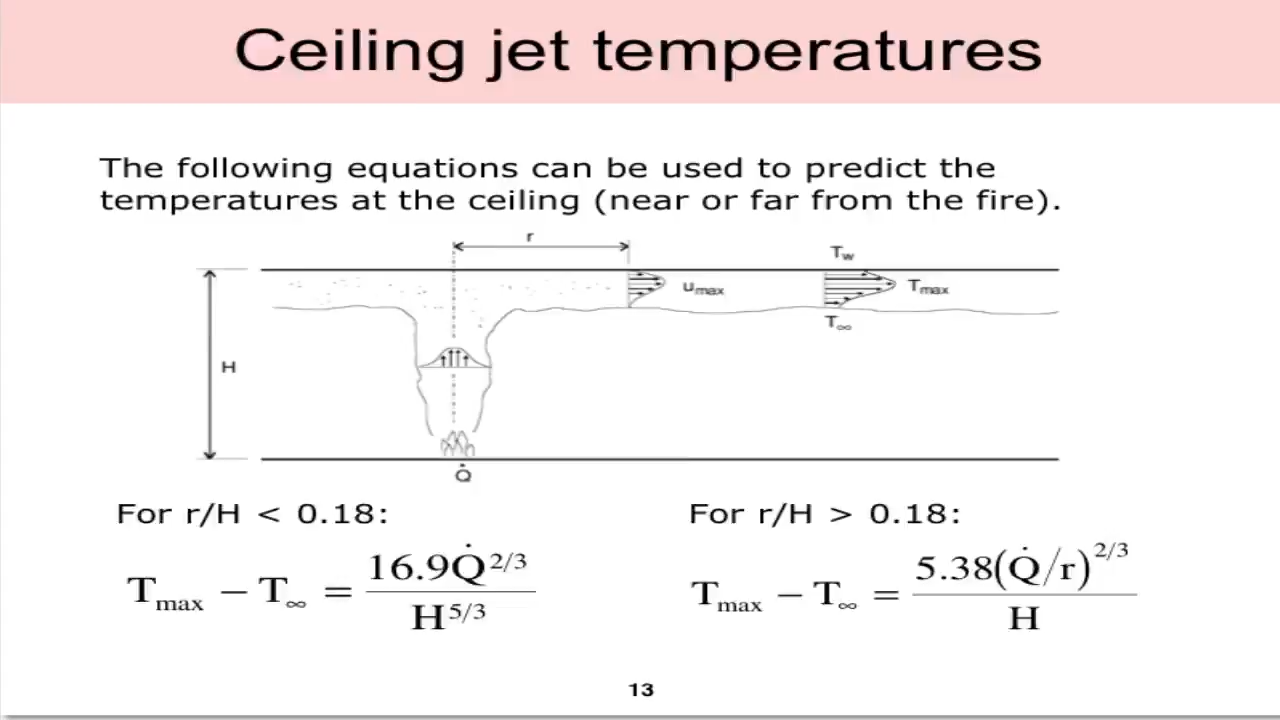 Ceiling jet temperatures
The following equations can be used to predict the
temperatures at the ceiling (near or far from the fire).
r
T_w
u_max
T_max
T_∞
H
Q̇
For r/H < 0.18:
For r/H > 0.18:
T_max − T_∞ = 16.9Q̇^2/3 / H^5/3
T_max − T_∞ = 5.38(Q̇/r)^2/3 / H
13